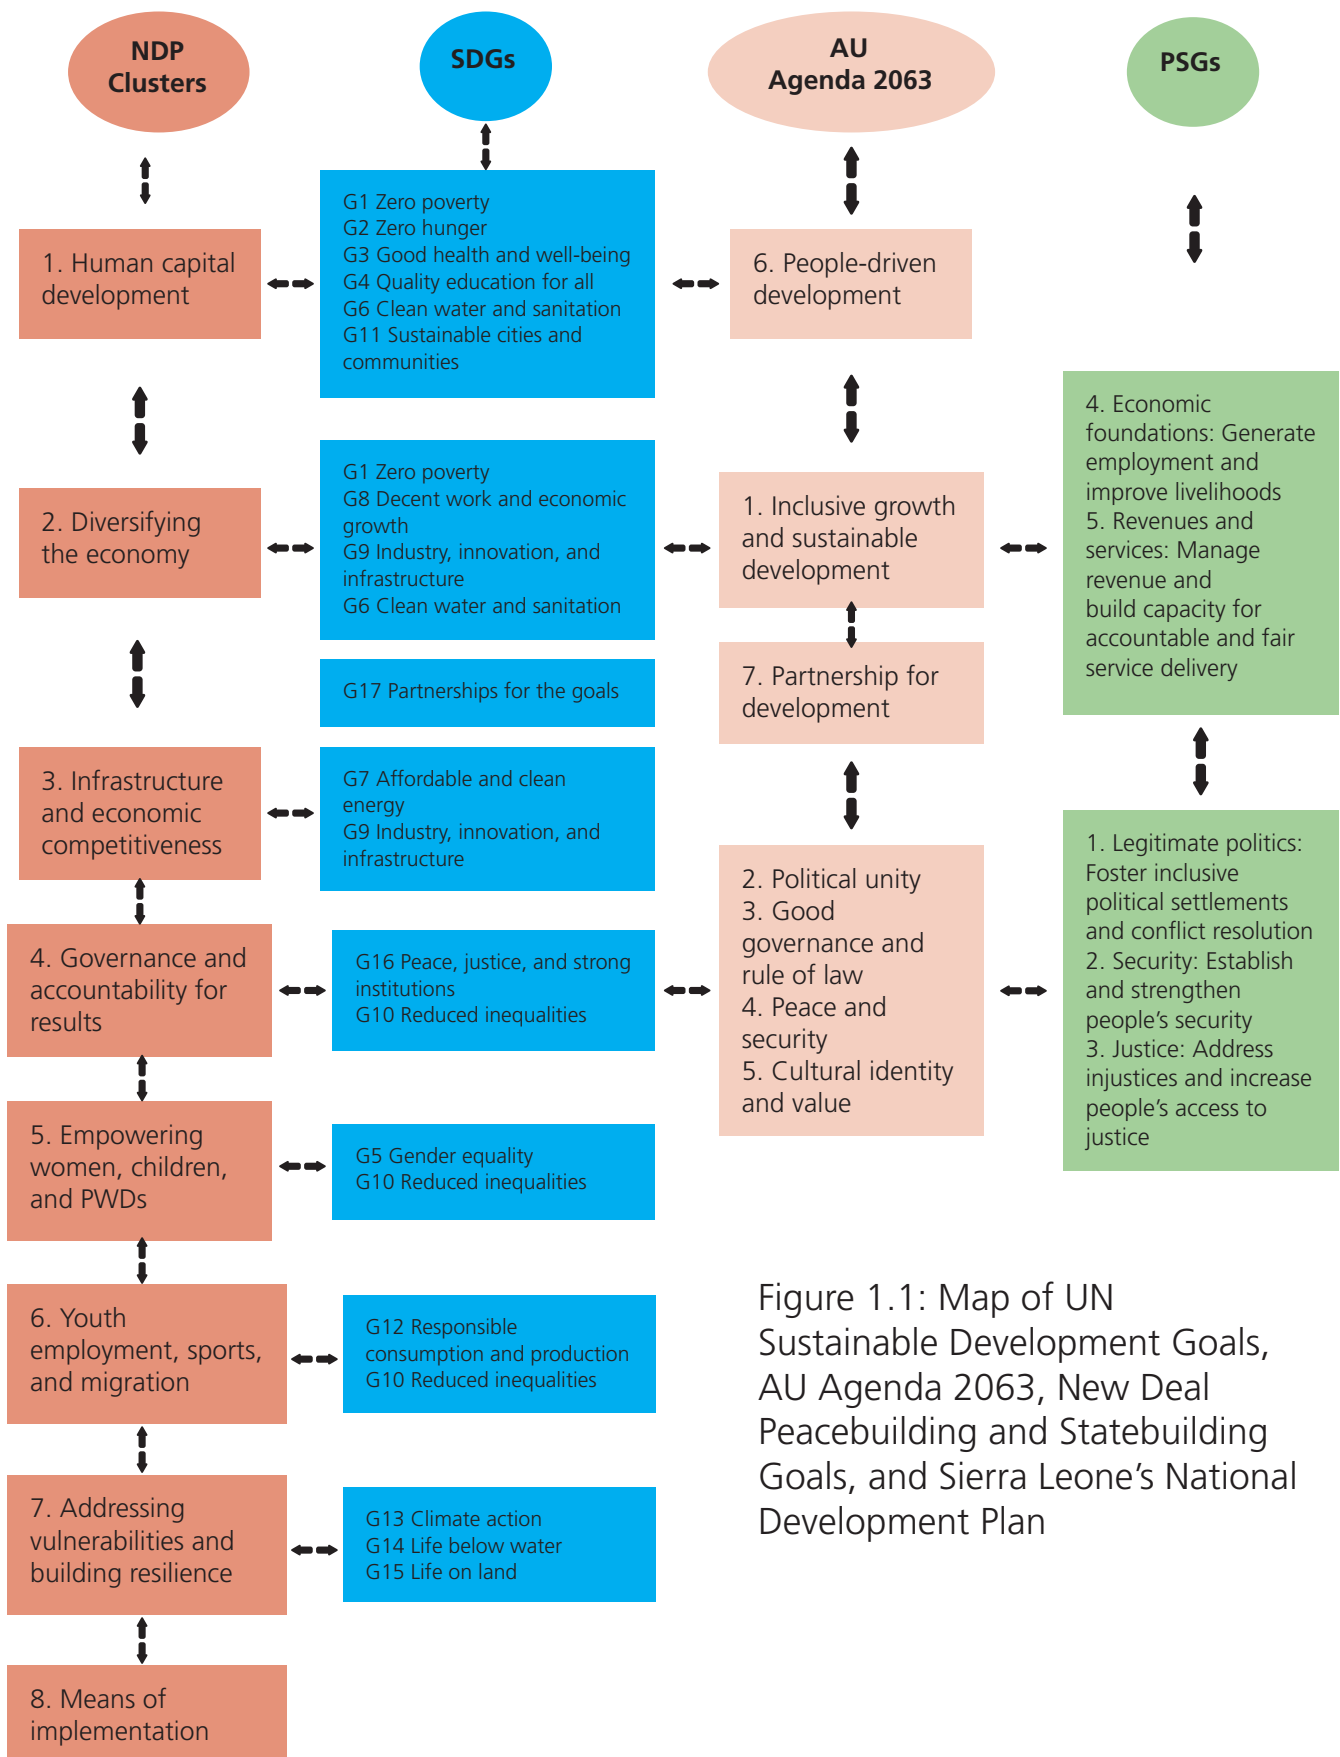 NDP
Clusters
SDGs
AU
Agenda 2063
PSGs
1. Human capital
development
G1 Zero poverty
G2 Zero hunger
G3 Good health and well-being
G4 Quality education for all
G6 Clean water and sanitation
G11 Sustainable cities and
communities
6. People-driven
development
2. Diversifying
the economy
G1 Zero poverty
G8 Decent work and economic
growth
G9 Industry, innovation, and
infrastructure
G6 Clean water and sanitation
1. Inclusive growth
and sustainable
development
4. Economic
foundations: Generate
employment and
improve livelihoods
5. Revenues and
services: Manage
revenue and
build capacity for
accountable and fair
service delivery
G17 Partnerships for the goals
7. Partnership for
development
3. Infrastructure
and economic
competitiveness
G7 Affordable and clean
energy
G9 Industry, innovation, and
infrastructure
4. Governance and
accountability for
results
G16 Peace, justice, and strong
institutions
G10 Reduced inequalities
2. Political unity
3. Good
governance and
rule of law
4. Peace and
security
5. Cultural identity
and value
1. Legitimate politics:
Foster inclusive
political settlements
and conflict resolution
2. Security: Establish
and strengthen
people’s security
3. Justice: Address
injustices and increase
people’s access to
justice
5. Empowering
women, children,
and PWDs
G5 Gender equality
G10 Reduced inequalities
6. Youth
employment, sports,
and migration
G12 Responsible
consumption and production
G10 Reduced inequalities
7. Addressing
vulnerabilities and
building resilience
G13 Climate action
G14 Life below water
G15 Life on land
8. Means of
implementation
Figure 1.1: Map of UN
Sustainable Development Goals,
AU Agenda 2063, New Deal
Peacebuilding and Statebuilding
Goals, and Sierra Leone’s National
Development Plan